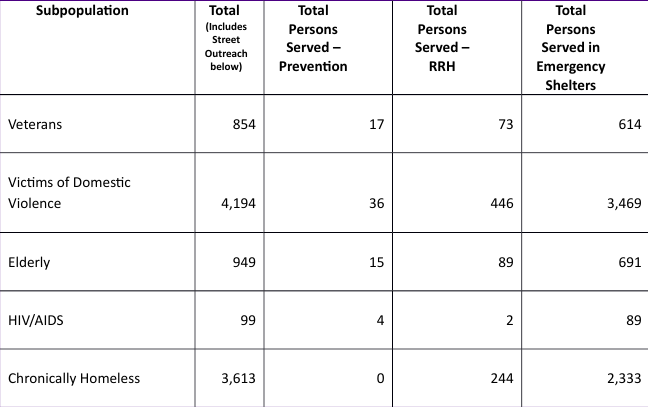 Subpopulation
Total
(Includes
Street
Outreach
below)
Total
Persons
Served –
Prevention
Total
Persons
Served –
RRH
Total
Persons
Served in
Emergency
Shelters
Veterans 854 17 73 614
Victims of Domestic
Violence 4,194 36 446 3,469
Elderly 949 15 89 691
HIV/AIDS 99 4 2 89
Chronically Homeless 3,613 0 244 2,333